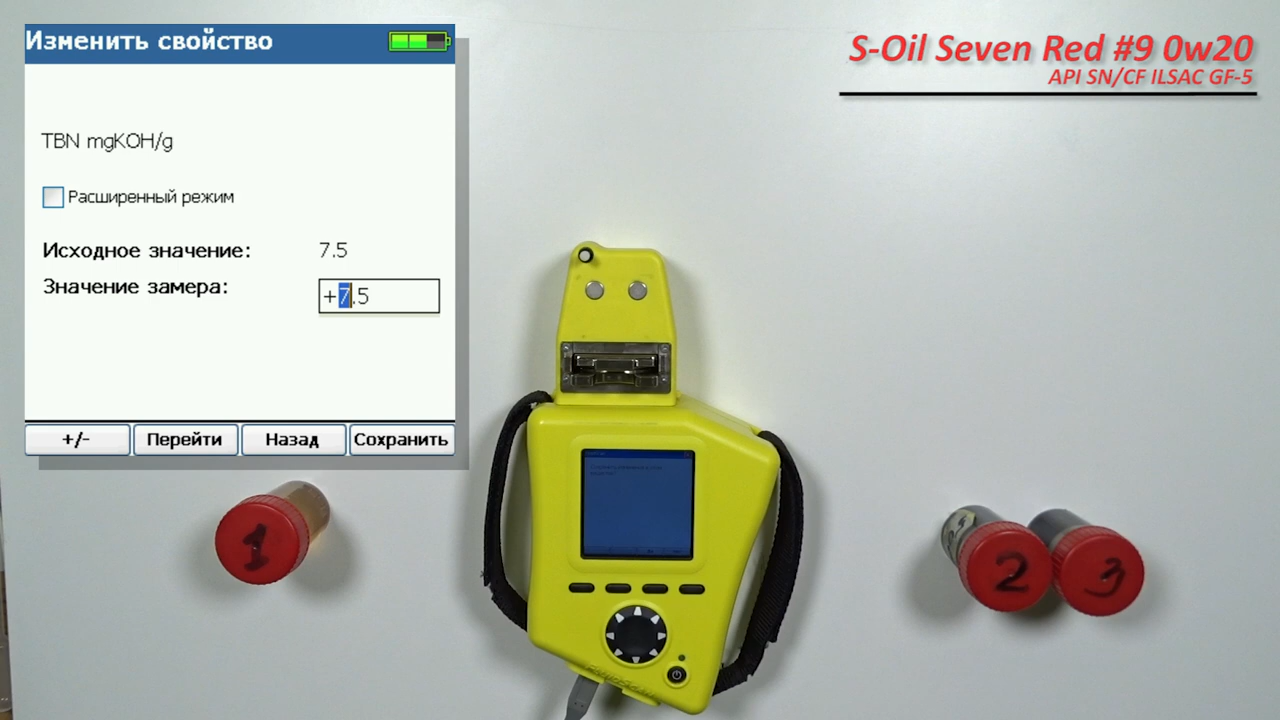 Изменить свойство
TBN mgKOH/g
Расширенный режим
Исходное значение: 7.5
Значение замера: +7.5
+/- Перейти Назад Сохранить
S-Oil Seven Red #9 0w20
API SN/CF ILSAC GF-5
1
2
3